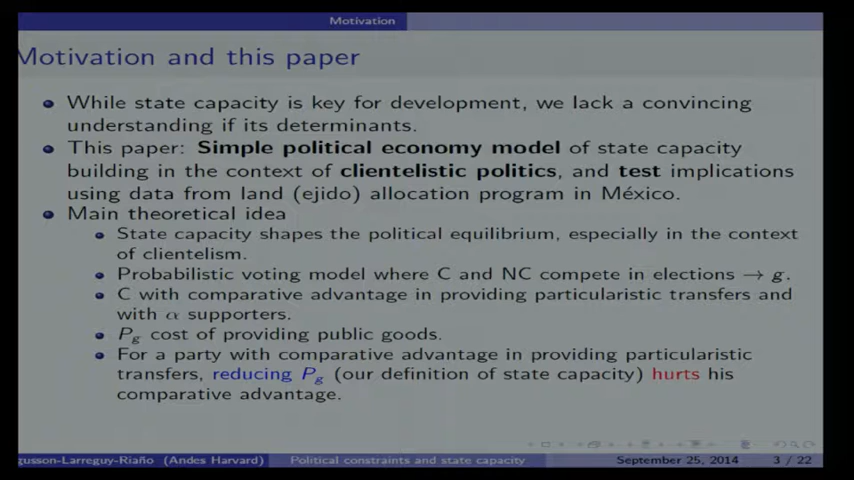 Motivation
Motivation and this paper
While state capacity is key for development, we lack a convincing
understanding if its determinants.
This paper: Simple political economy model of state capacity
building in the context of clientelistic politics, and test implications
using data from land (ejido) allocation program in México.
Main theoretical idea
State capacity shapes the political equilibrium, especially in the context
of clientelism.
Probabilistic voting model where C and NC compete in elections → g.
C with comparative advantage in providing particularistic transfers and
with α supporters.
Pg cost of providing public goods.
For a party with comparative advantage in providing particularistic
transfers, reducing Pg (our definition of state capacity) hurts his
comparative advantage.
gusson-Larreguy-Riaño (Andes Harvard) Political constraints and state capacity September 25, 2014 3 / 22